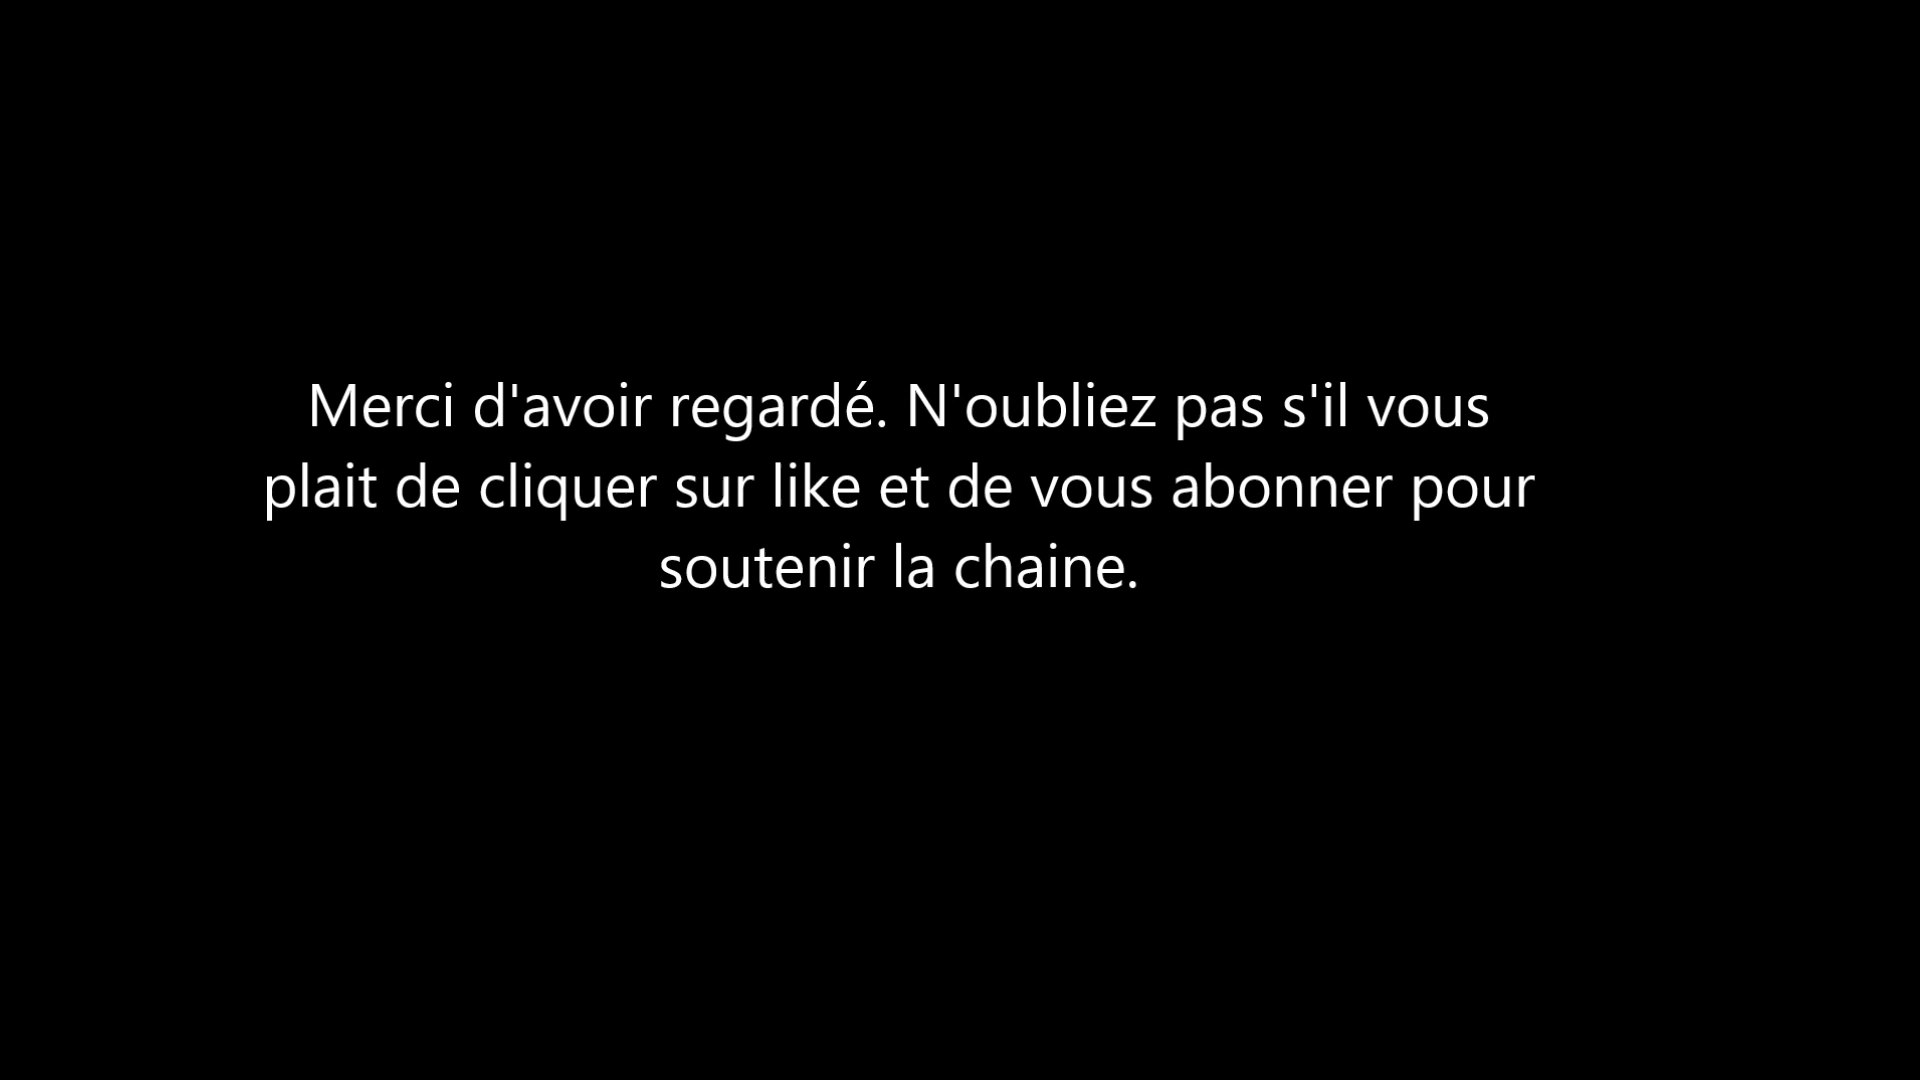 Merci d'avoir regardé. N'oubliez pas s'il vous
plait de cliquer sur like et de vous abonner pour
soutenir la chaine.